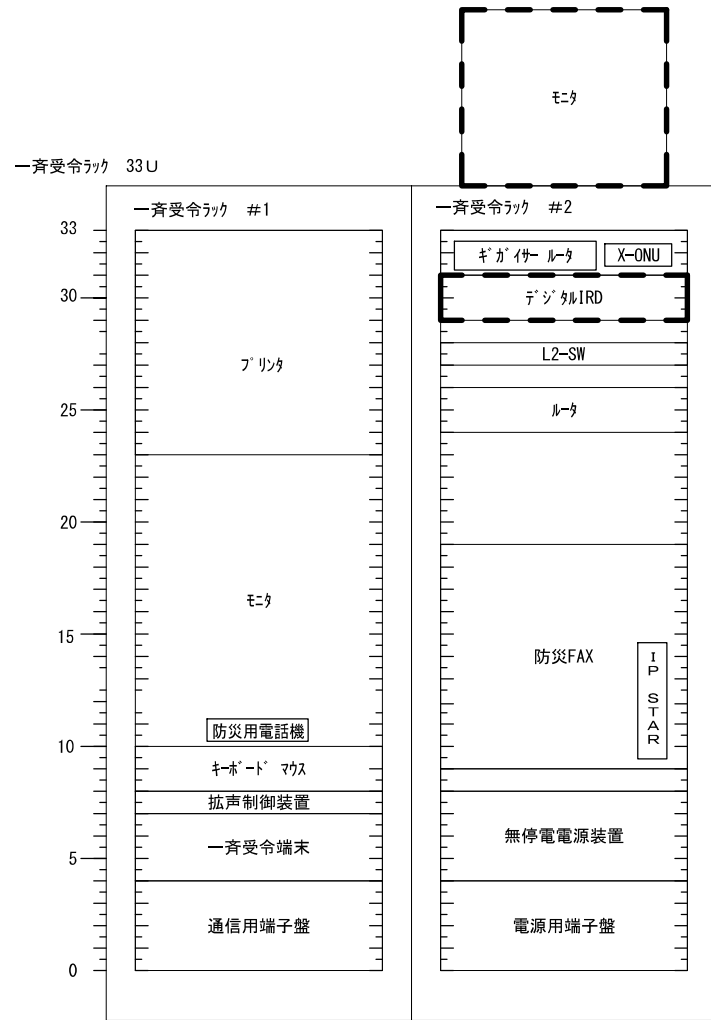 ﾓﾆﾀ
一斉受令ﾗｯｸ 33U
一斉受令ﾗｯｸ #1
一斉受令ﾗｯｸ #2
33
30
25
20
15
10
5
0
ﾌﾟﾘﾝﾀ
ﾓﾆﾀ
防災用電話機
ｷｰﾎﾞｰﾄﾞ ﾏｳｽ
拡声制御装置
一斉受令端末
通信用端子盤
ｷﾞｶﾞｲｻｰ ﾙｰﾀ
X-ONU
ﾃﾞｼﾞﾀﾙIRD
L2-SW
ﾙｰﾀ
防災FAX
IP STAR
無停電電源装置
電源用端子盤